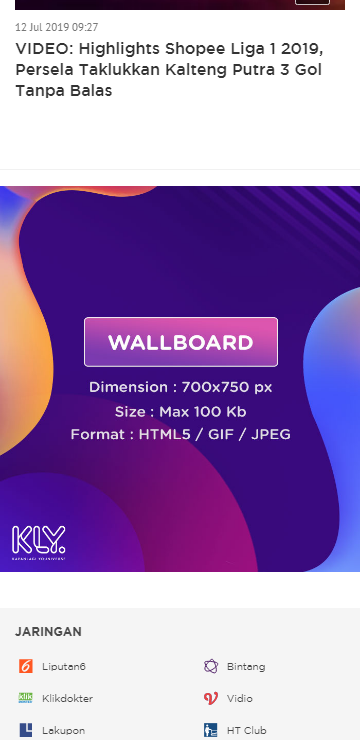 12 Jul 2019 09:27
VIDEO: Highlights Shopee Liga 1 2019,
Persela Taklukkan Kalteng Putra 3 Gol
Tanpa Balas
WALLBOARD
Dimension : 700x750 px
Size : Max 100 Kb
Format : HTML5 / GIF / JPEG
KLY.
KAPANLAGI YOUNIVERSE
JARINGAN
Liputan6
Bintang
Klikdokter
Vidio
Lakupon
HT Club